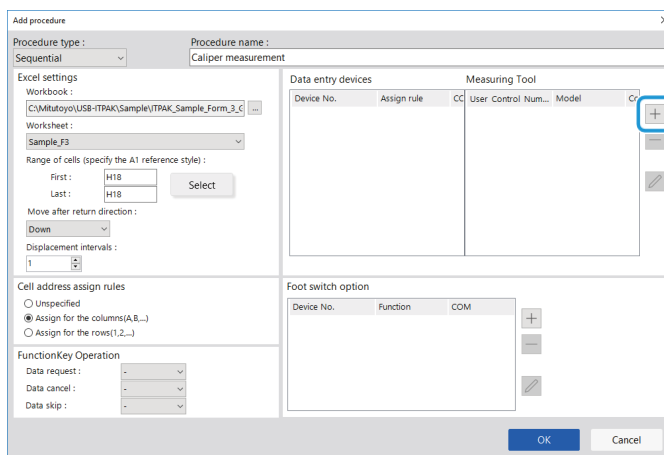 Add procedure
Procedure type :
Procedure name :
Sequential
Caliper measurement
Excel settings
Workbook :
C:\Mitutoyo\USB-ITPAK\Sample\ITPAK_Sample_Form_3_C
...
Worksheet :
Sample_F3
Range of cells (specify the A1 reference style) :
First : H18
Last : H18
Select
Move after return direction :
Down
Displacement intervals :
1
Data entry devices
Measuring Tool
Device No. Assign rule CC User Control Num... Model Co
Cell address assign rules
Unspecified
Assign for the columns(A,B,...)
Assign for the rows(1,2,...)
FunctionKey Operation
Data request : -
Data cancel : -
Data skip : -
Foot switch option
Device No. Function COM
OK
Cancel